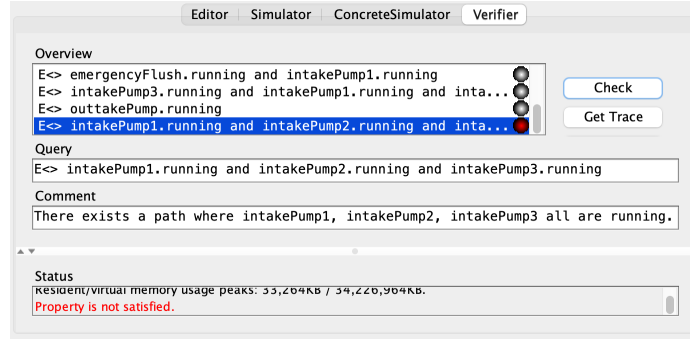 Editor Simulator ConcreteSimulator Verifier
Overview
E<> emergencyFlush.running and intakePump1.running
E<> intakePump3.running and intakePump1.running and inta...
E<> outtakePump.running
E<> intakePump1.running and intakePump2.running and inta...
Check
Get Trace
Query
E<> intakePump1.running and intakePump2.running and intakePump3.running
Comment
There exists a path where intakePump1, intakePump2, intakePump3 all are running.
Status
Resident/virtual memory usage peaks: 33,264KB / 34,226,964KB.
Property is not satisfied.